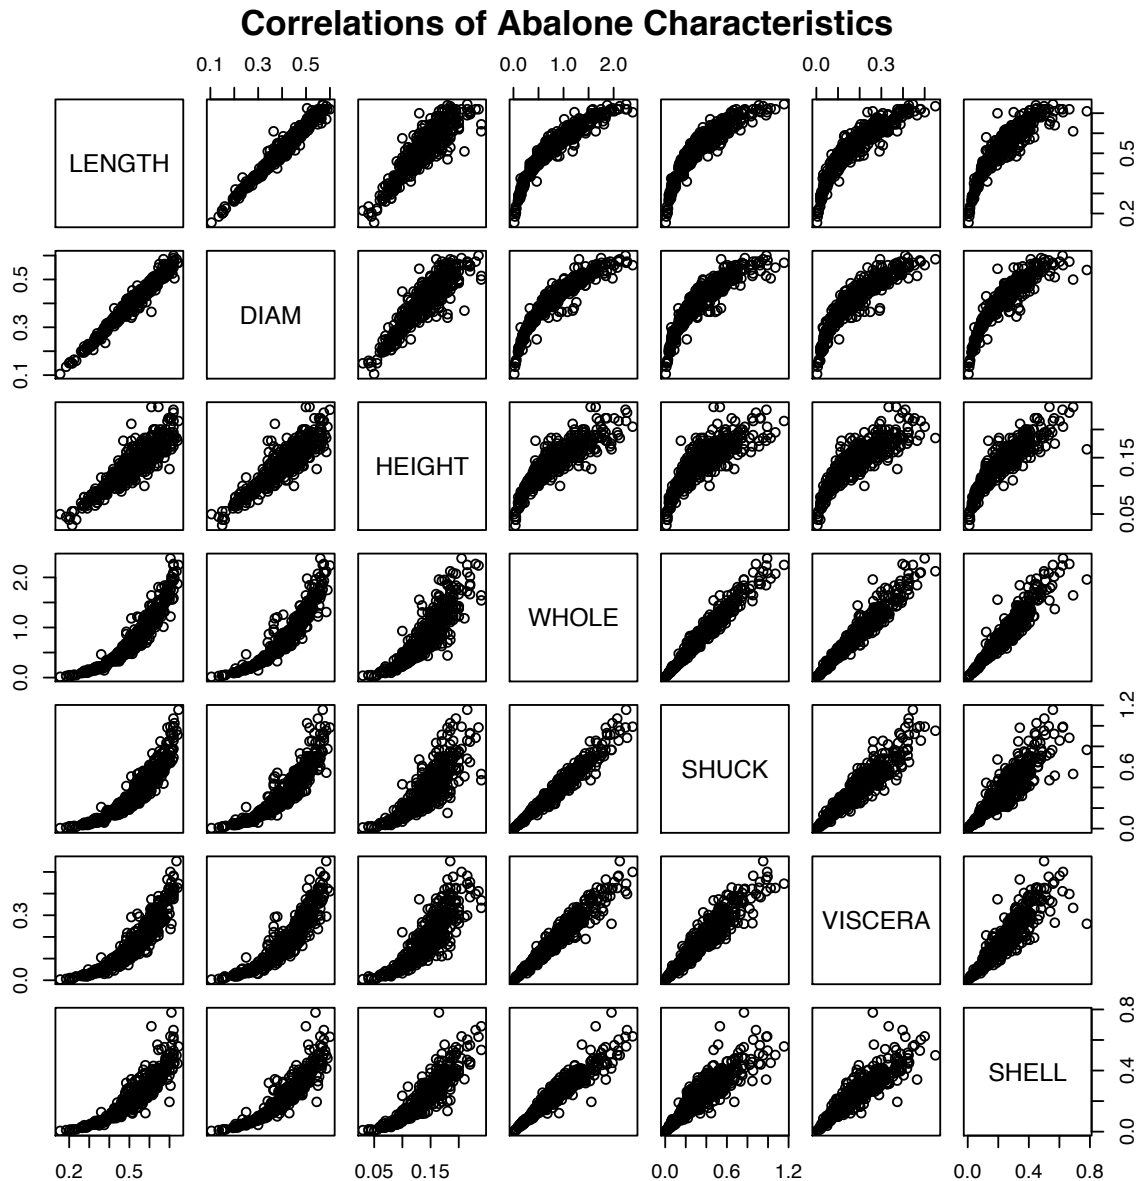 Correlations of Abalone Characteristics
0.1 0.3 0.5 0.0 1.0 2.0 0.0 0.3
LENGTH
0.2 0.5
DIAM
0.1 0.3 0.5
HEIGHT
0.05 0.15
WHOLE
0.0 1.0 2.0
SHUCK
0.0 0.6 1.2
VISCERA
0.0 0.3
SHELL
0.0 0.4 0.8
0.2 0.5 0.05 0.15 0.0 0.6 1.2 0.0 0.4 0.8